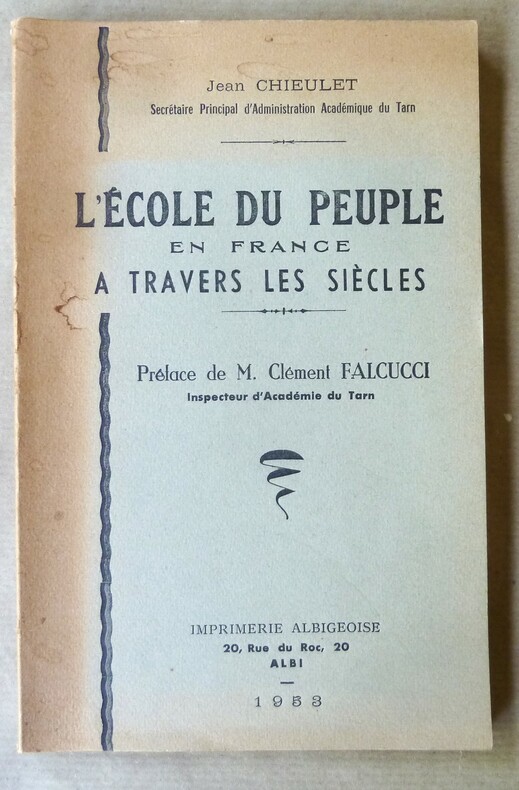 Jean CHIEULET
Secrétaire Principal d'Administration Académique du Tarn
L'ÉCOLE DU PEUPLE
EN FRANCE
A TRAVERS LES SIÈCLES
Préface de M. Clément FALCUCCI
Inspecteur d'Académie du Tarn
IMPRIMERIE ALBIGEOISE
20, Rue du Roc, 20
ALBI
1953